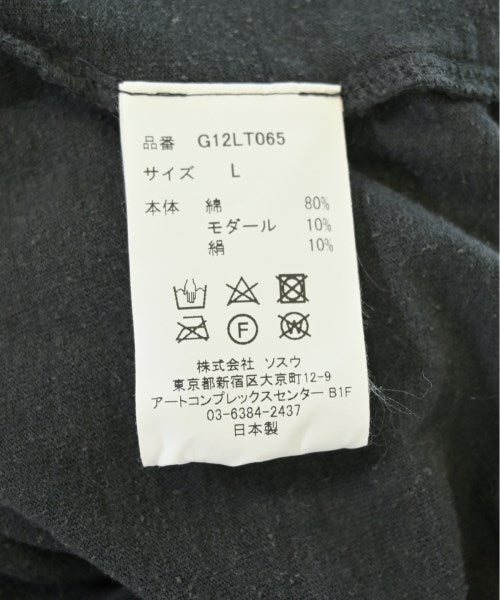 品番 G12LT065
サイズ L
本体 綿 80%
モダール 10%
絹 10%
F W
株式会社 ソスウ
東京都新宿区大京町12-9
アートコンプレックスセンター B1F
03-6384-2437
日本製